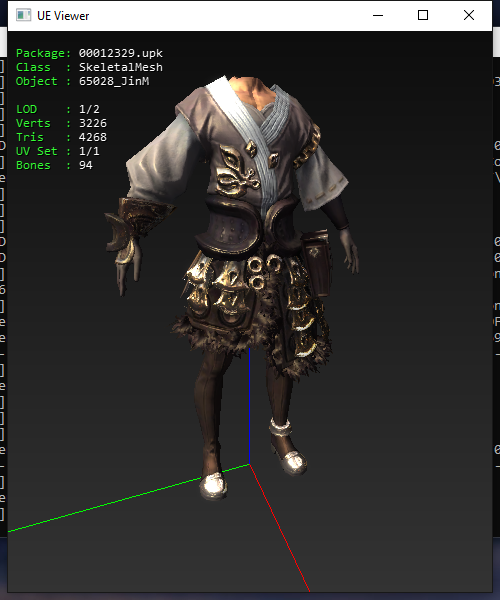 UE Viewer
Package: 00012329.upk
Class : SkeletalMesh
Object : 65028_JinM
LOD : 1/2
Verts : 3226
Tris : 4268
UV Set : 1/1
Bones : 94